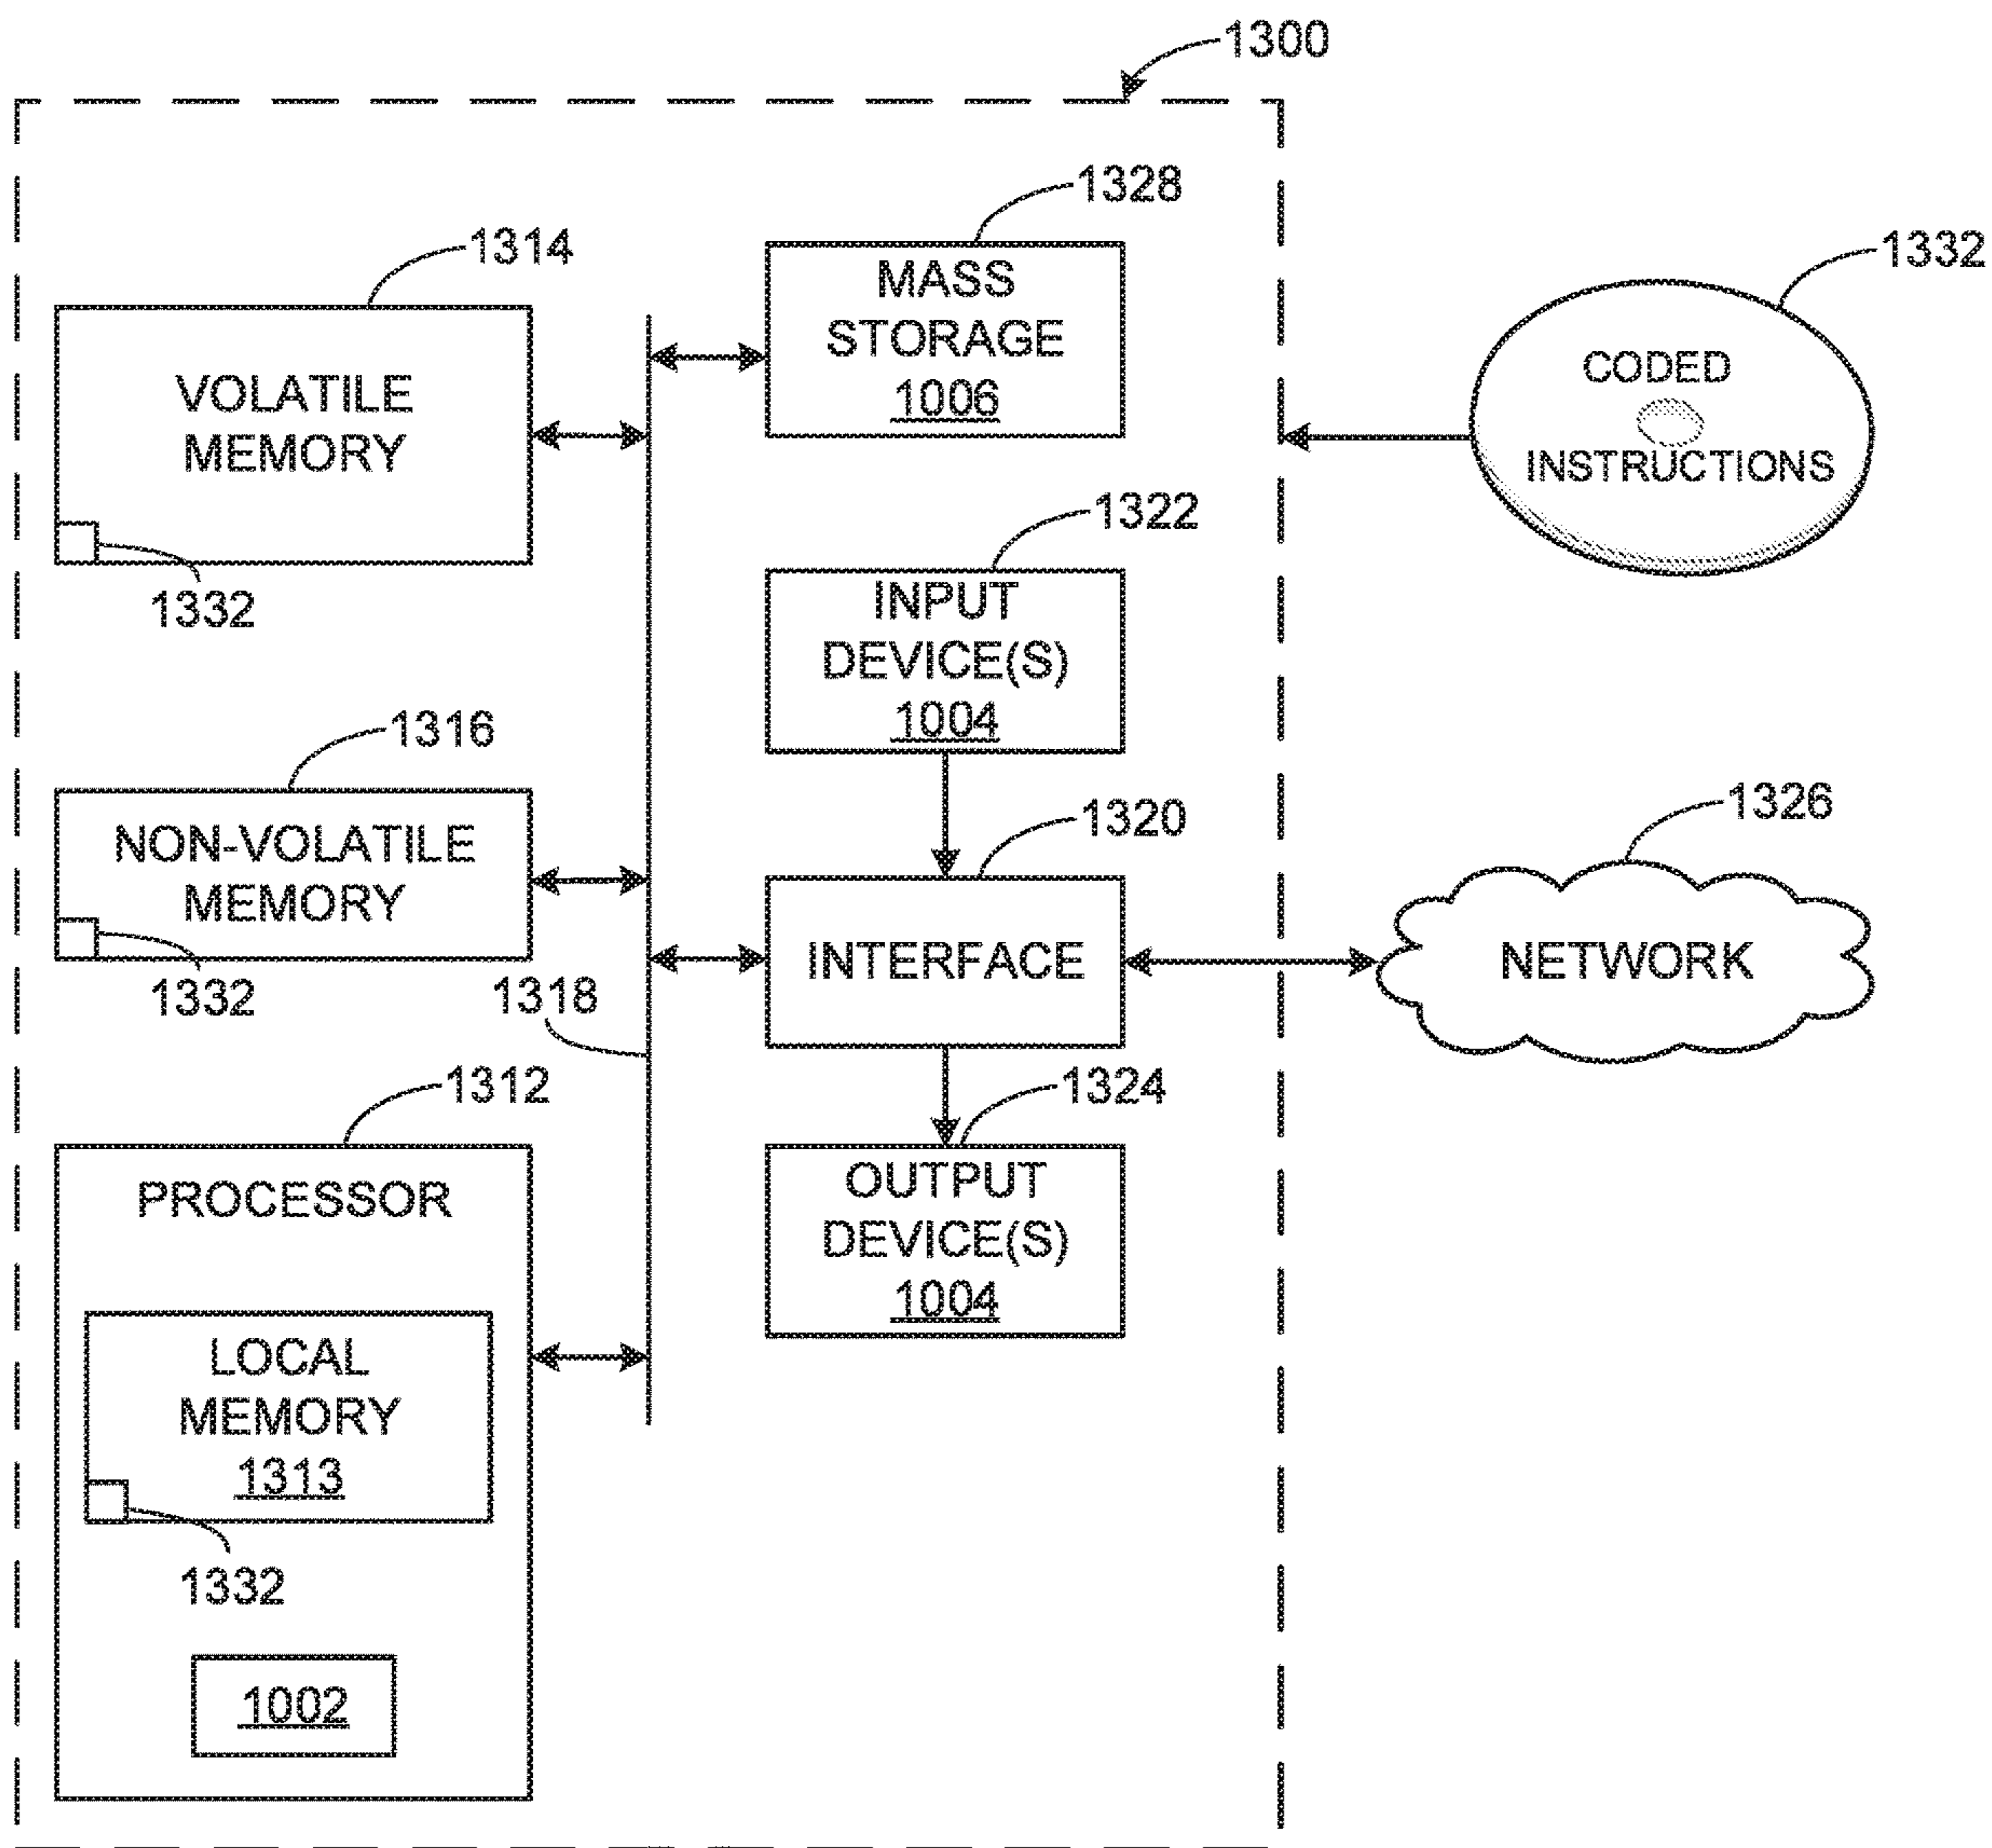 1300
1328
1314
MASS
STORAGE
1006
1332
VOLATILE
MEMORY
1332
CODED
INSTRUCTIONS
1322
INPUT
DEVICE(S)
1004
1316
NON-VOLATILE
MEMORY
1332
1318
1320
INTERFACE
1326
NETWORK
1312
PROCESSOR
1324
OUTPUT
DEVICE(S)
1004
LOCAL
MEMORY
1313
1332
1002